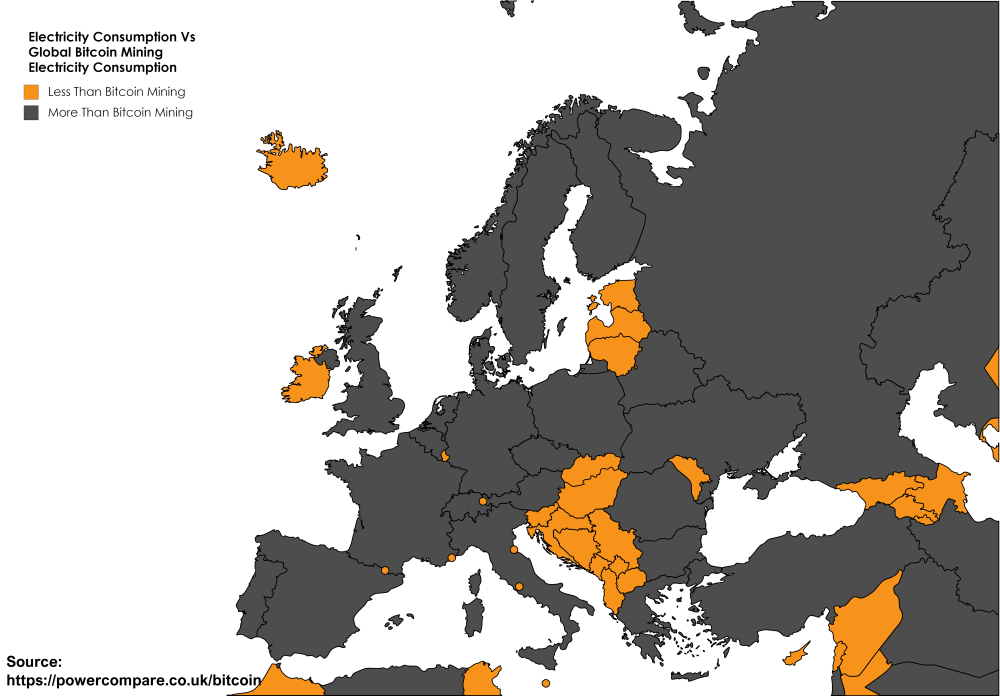 Electricity Consumption Vs
Global Bitcoin Mining
Electricity Consumption
Less Than Bitcoin Mining
More Than Bitcoin Mining
Source:
https://powercompare.co.uk/bitcoin